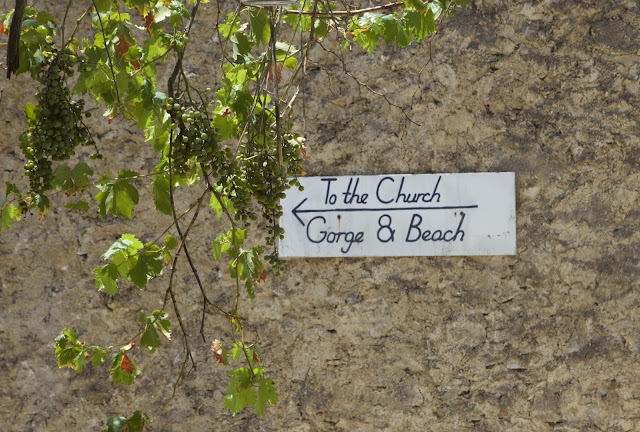 To the Church
Gorge & Beach